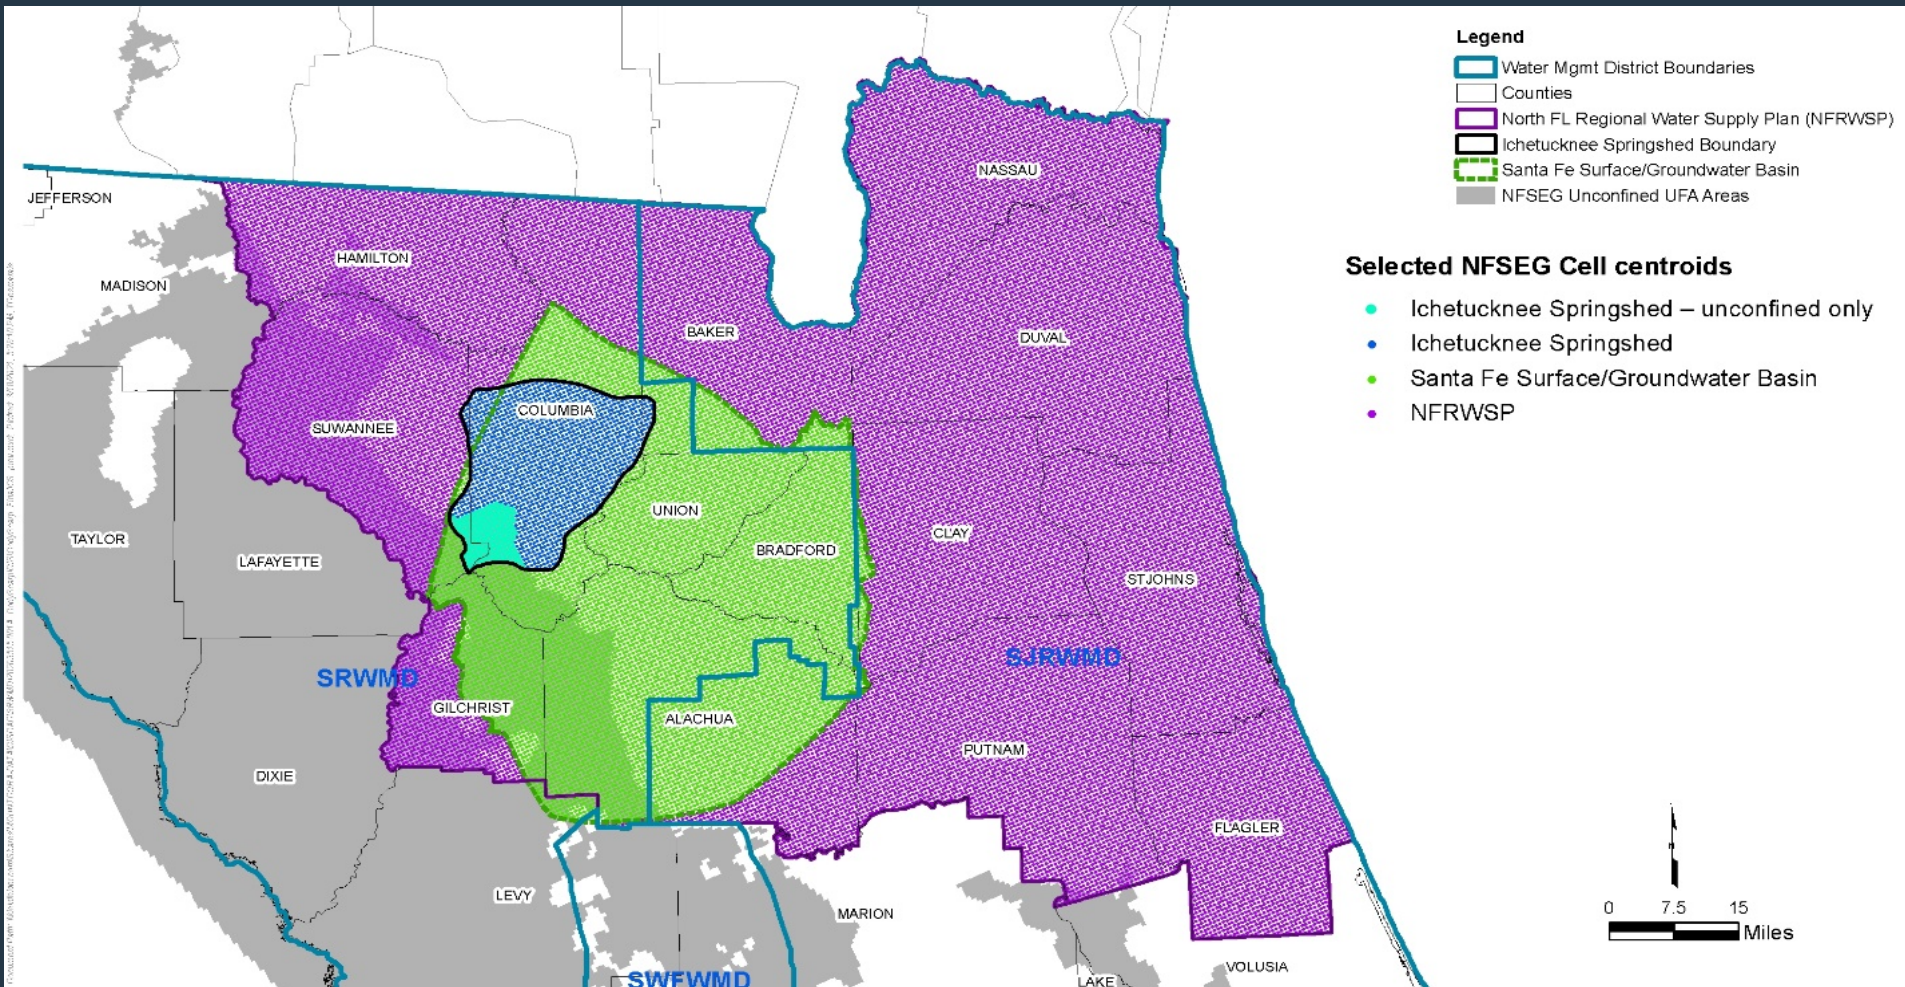 Legend
Water Mgmt District Boundaries
Counties
North FL Regional Water Supply Plan (NFRWSP)
Ichetucknee Springshed Boundary
Santa Fe Surface/Groundwater Basin
NFSEG Unconfined UFA Areas
Selected NFSEG Cell centroids
Ichetucknee Springshed – unconfined only
Ichetucknee Springshed
Santa Fe Surface/Groundwater Basin
NFRWSP
NASSAU
JEFFERSON
HAMILTON
MADISON
BAKER
DUVAL
COLUMBIA
SUWANNEE
UNION
CLAY
TAYLOR
BRADFORD
LAFAYETTE
STJOHNS
SJRWMD
SRWMD
GILCHRIST
ALACHUA
PUTNAM
DIXIE
FLAGLER
LEVY
MARION
VOLUSIA
SWFWMD
LAKE
N
0 7.5 15
Miles